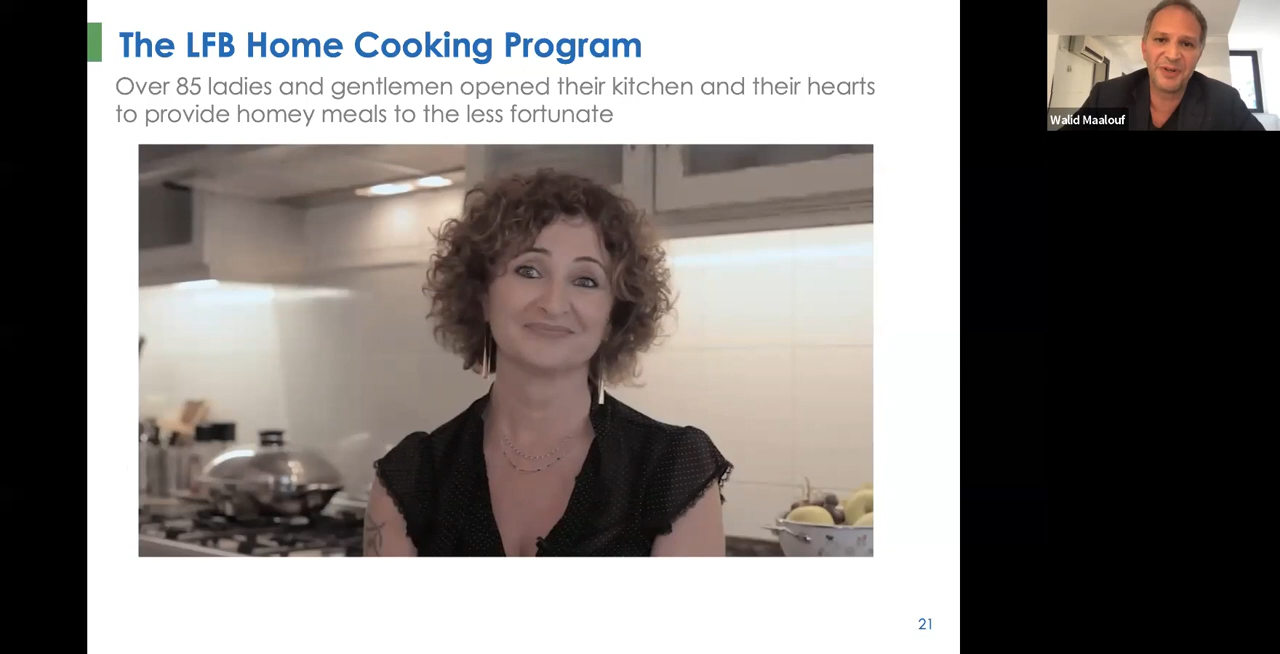 The LFB Home Cooking Program
Over 85 ladies and gentlemen opened their kitchen and their hearts
to provide homey meals to the less fortunate
Walid Maalouf
21